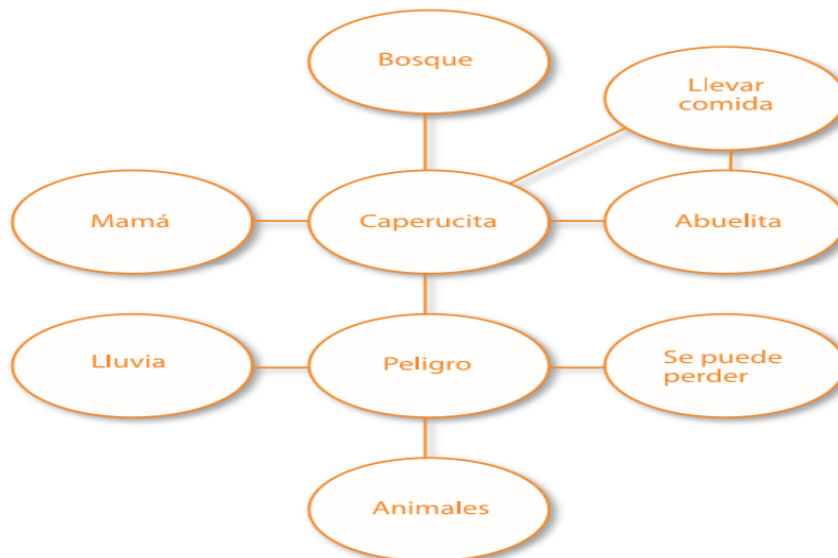 Bosque
Llevar
comida
Mamá
Caperucita
Abuelita
Lluvia
Peligro
Se puede
perder
Animales